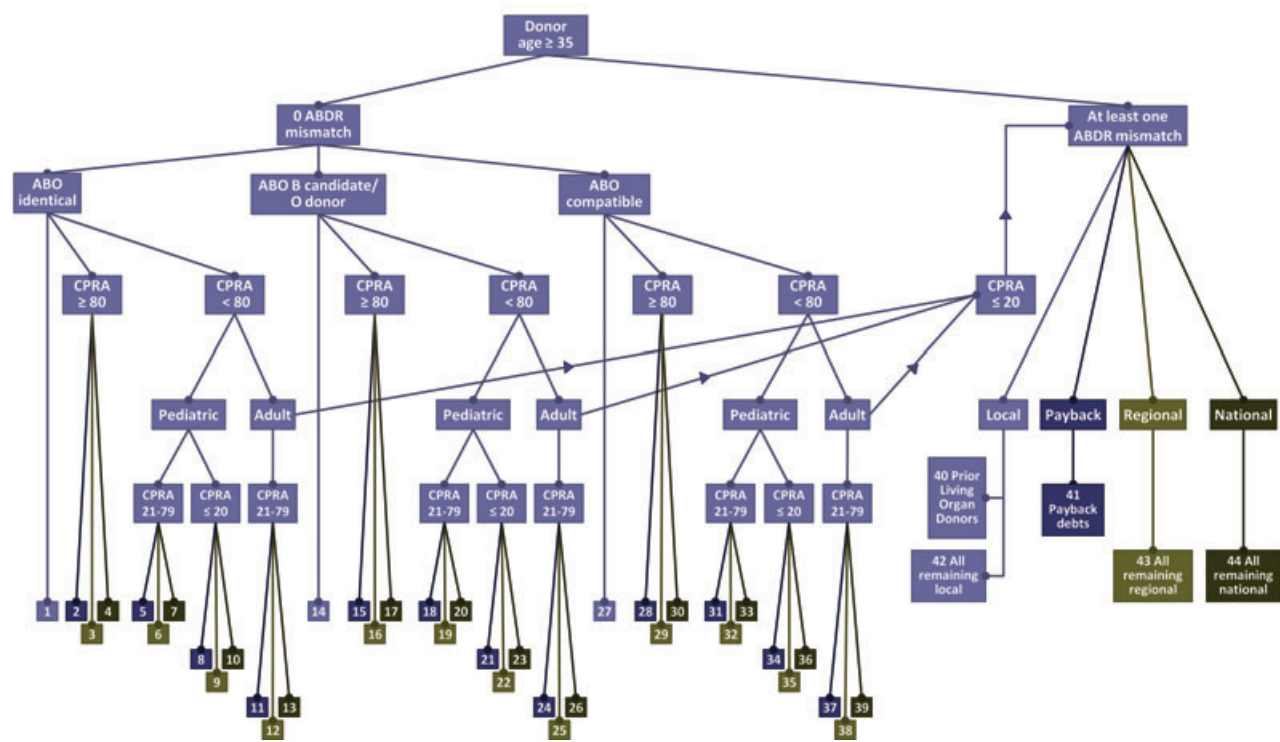 Donor
age ≥ 35
0 ABDR
mismatch
At least one
ABDR mismatch
ABO
identical
ABO B candidate/
O donor
ABO
compatible
CPRA
≥ 80
CPRA
< 80
CPRA
≥ 80
CPRA
< 80
CPRA
≥ 80
CPRA
< 80
CPRA
≤ 20
Pediatric
Adult
Pediatric
Adult
Pediatric
Adult
Local
Payback
Regional
National
CPRA
21-79
CPRA
≤ 20
CPRA
21-79
CPRA
21-79
CPRA
≤ 20
CPRA
21-79
CPRA
21-79
CPRA
≤ 20
CPRA
21-79
40 Prior
Living
Organ
Donors
41
Payback
debts
42 All
remaining
local
43 All
remaining
regional
44 All
remaining
national
1
2
3
4
5
6
7
8
9
10
11
12
13
14
15
16
17
18
19
20
21
22
23
24
25
26
27
28
29
30
31
32
33
34
35
36
37
38
39